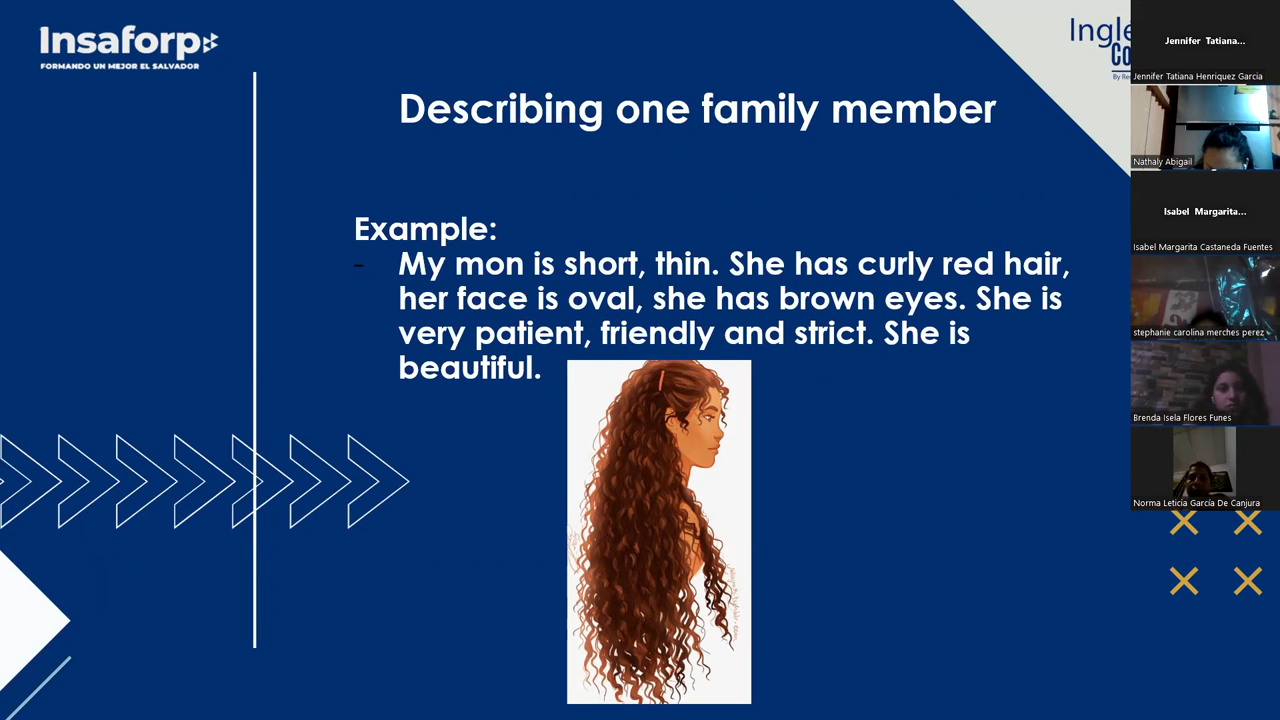 Insaforp
FORMANDO UN MEJOR EL SALVADOR
Describing one family member
Example:
- My mon is short, thin. She has curly red hair,
her face is oval, she has brown eyes. She is
very patient, friendly and strict. She is
beautiful.
Jennifer Tatiana...
Jennifer Tatiana Henriquez Garcia
Nathaly Abigail
Isabel Margarita...
Isabel Margarita Castaneda Fuentes
stephanie carolina merches perez
Brenda Isela Flores Funes
Norma Leticia García De Canjura